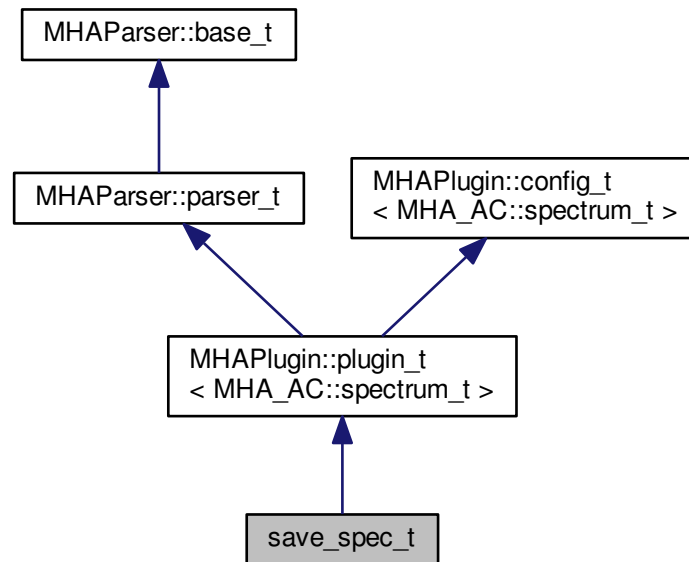 MHAParser::base_t
MHAParser::parser_t
MHAPlugin::config_t
< MHA_AC::spectrum_t >
MHAPlugin::plugin_t
< MHA_AC::spectrum_t >
save_spec_t